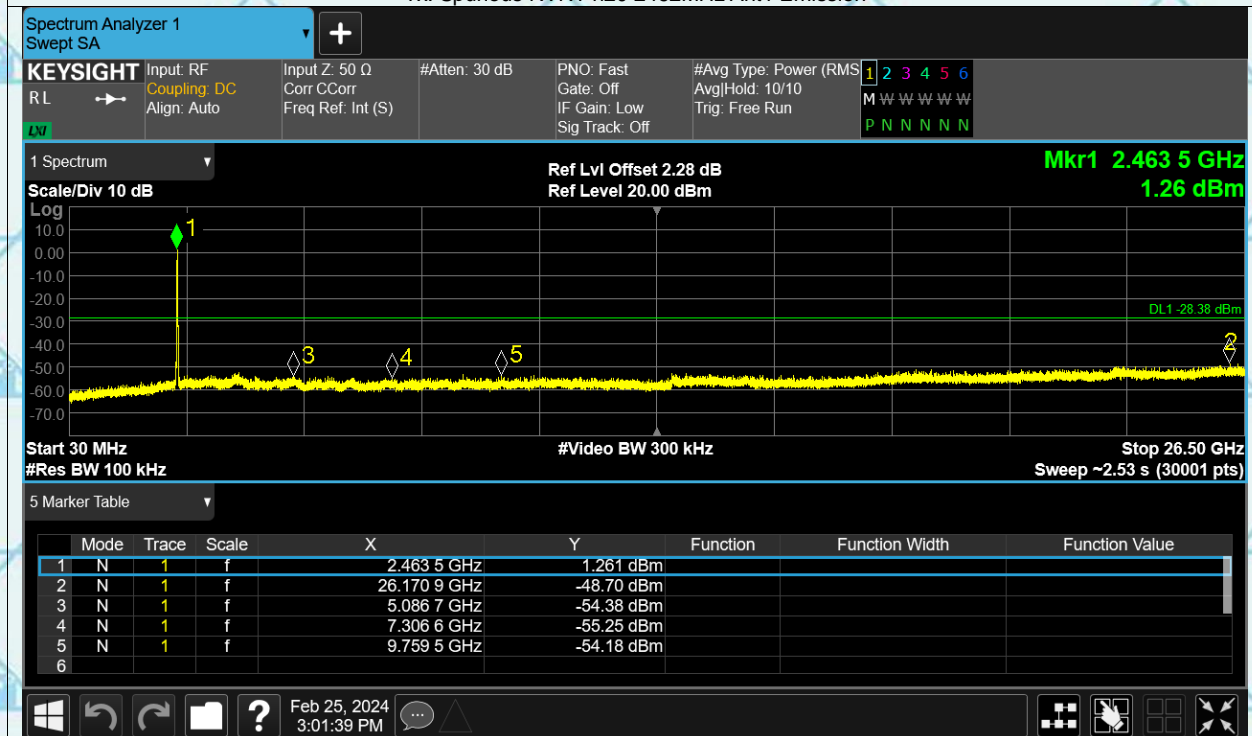 Spectrum Analyzer 1
Swept SA
+
KEYSIGHT Input: RF Input Z: 50 Ω #Atten: 30 dB PNO: Fast #Avg Type: Power (RMS 1 2 3 4 5 6
RL Coupling: DC Corr CCorr Gate: Off Avg|Hold: 10/10 M W W W W W
Align: Auto Freq Ref: Int (S) IF Gain: Low Trig: Free Run
LXI Sig Track: Off P N N N N N
1 Spectrum Ref Lvl Offset 2.28 dB Mkr1 2.463 5 GHz
Scale/Div 10 dB Ref Level 20.00 dBm 1.26 dBm
Log
10.0 1
0.00
-10.0
-20.0
DL1 -28.38 dBm
-30.0
-40.0 2
3 4 5
-50.0
-60.0
-70.0
Start 30 MHz #Video BW 300 kHz Stop 26.50 GHz
#Res BW 100 kHz Sweep ~2.53 s (30001 pts)
5 Marker Table
Mode Trace Scale X Y Function Function Width Function Value
1 N 1 f 2.463 5 GHz 1.261 dBm
2 N 1 f 26.170 9 GHz -48.70 dBm
3 N 1 f 5.086 7 GHz -54.38 dBm
4 N 1 f 7.306 6 GHz -55.25 dBm
5 N 1 f 9.759 5 GHz -54.18 dBm
6
? Feb 25, 2024
3:01:39 PM